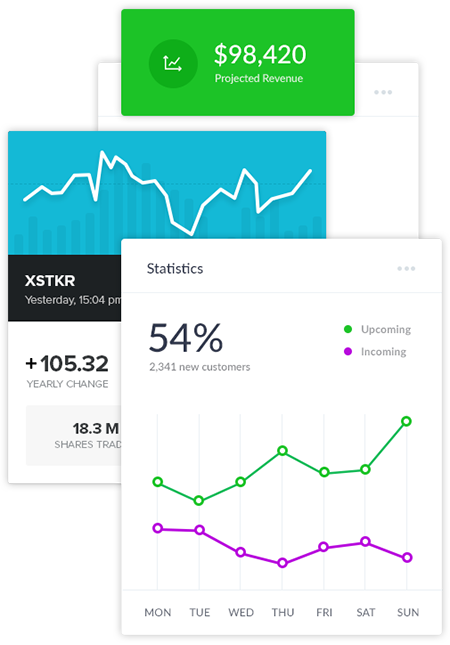 $98,420
Projected Revenue
XSTKR
Yesterday, 15:04 pm
+105.32
YEARLY CHANGE
18.3 M
SHARES TRAD
Statistics
54%
2,341 new customers
Upcoming
Incoming
MON TUE WED THU FRI SAT SUN